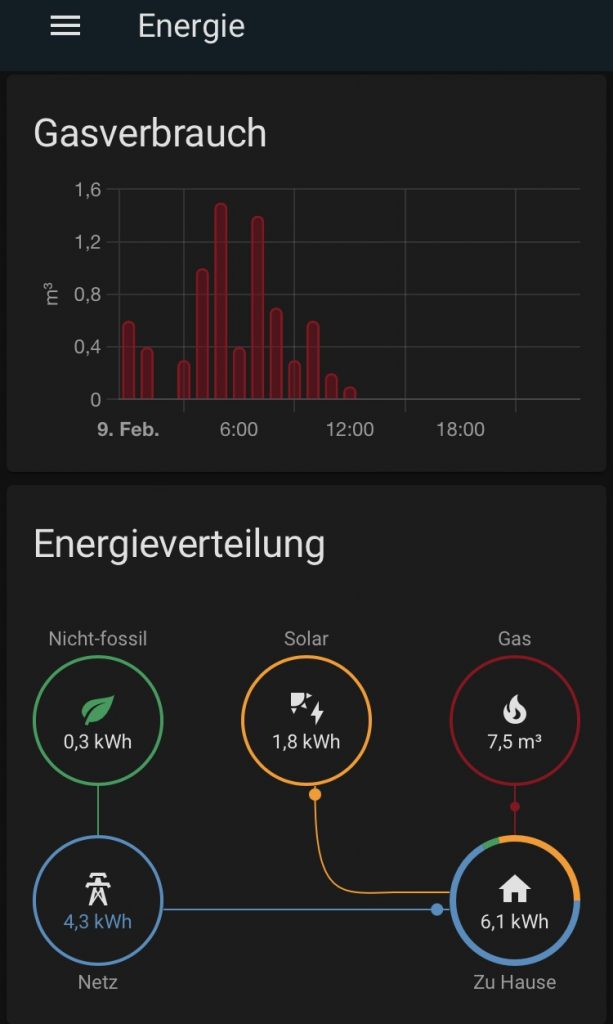 Energie
Gasverbrauch
1,6
1,2
0,8
0,4
0
m³
9. Feb. 6:00 12:00 18:00
Energieverteilung
Nicht-fossil Solar Gas
0,3 kWh 1,8 kWh 7,5 m³
4,3 kWh 6,1 kWh
Netz Zu Hause